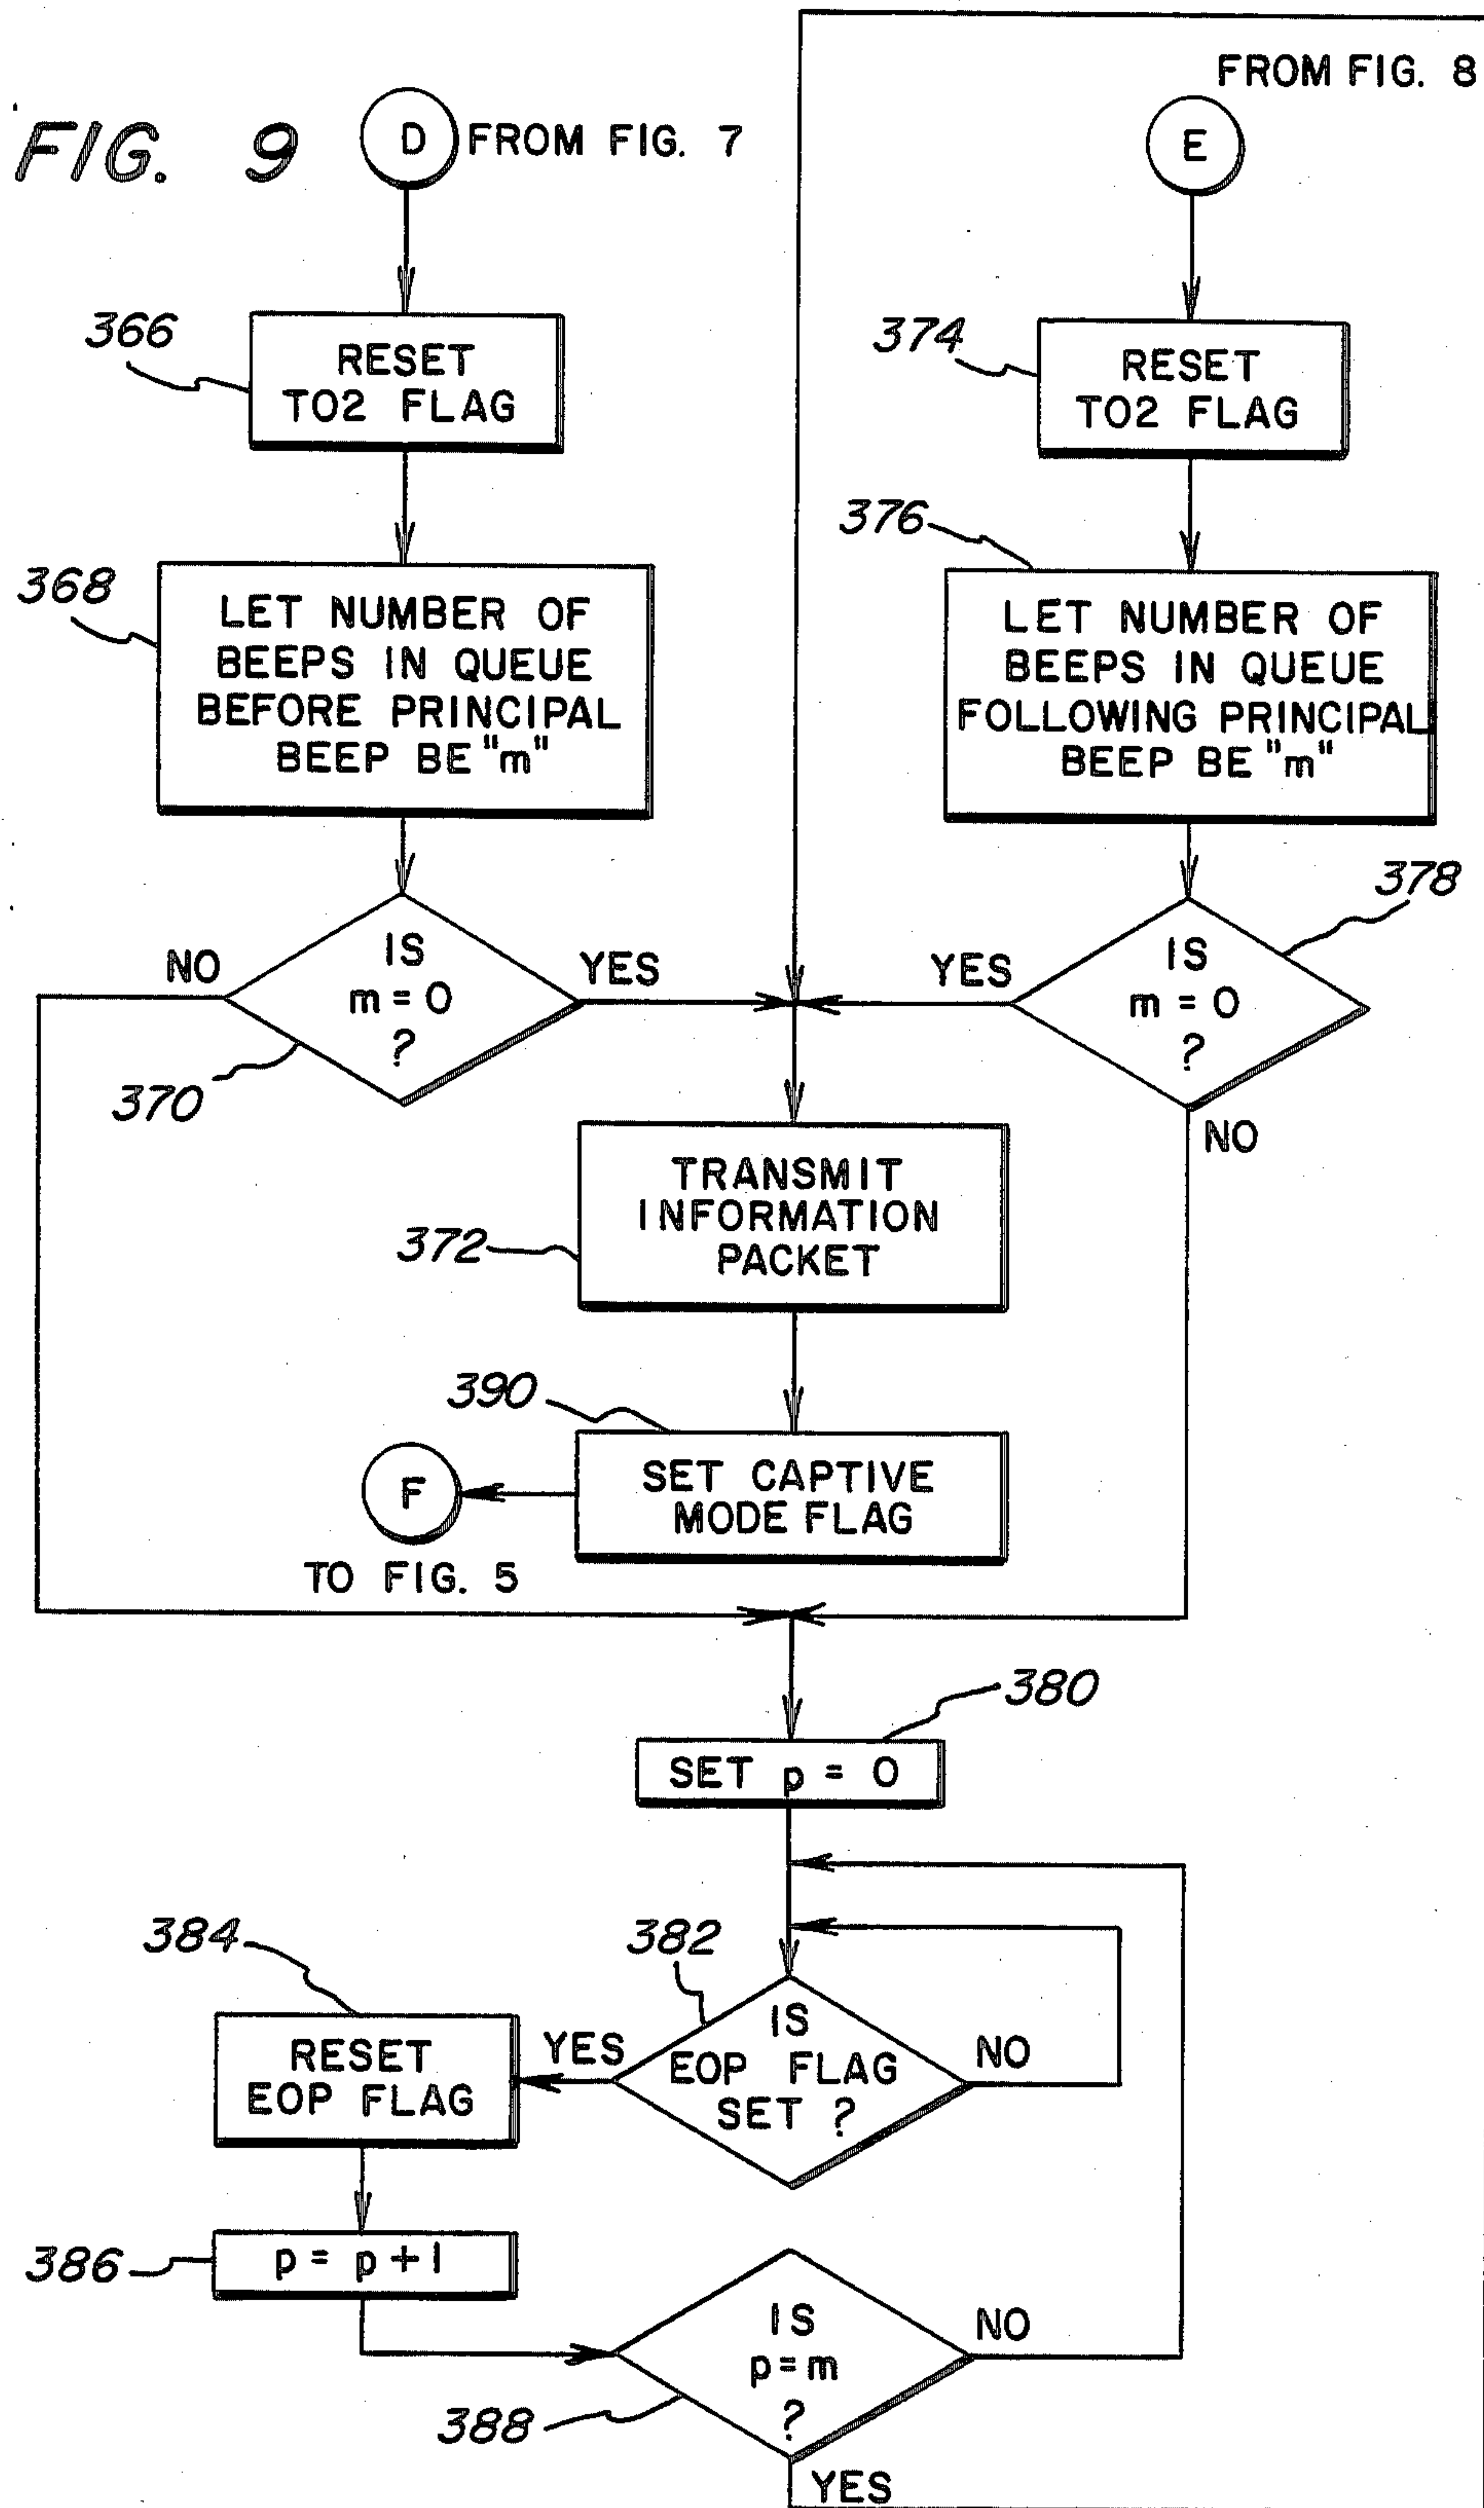 FROM FIG. 8
FIG. 9
D
FROM FIG. 7
E
366
RESET
TO2 FLAG
374
RESET
TO2 FLAG
368
LET NUMBER OF
BEEPS IN QUEUE
BEFORE PRINCIPAL
BEEP BE "m"
376
LET NUMBER OF
BEEPS IN QUEUE
FOLLOWING PRINCIPAL
BEEP BE "m"
NO
IS
m = 0
?
YES
370
YES
IS
m = 0
?
378
NO
372
TRANSMIT
INFORMATION
PACKET
390
SET CAPTIVE
MODE FLAG
F
TO FIG. 5
380
SET p = 0
384
RESET
EOP FLAG
YES
382
IS
EOP FLAG
SET ?
NO
386
p = p + 1
388
IS
p = m
?
NO
YES